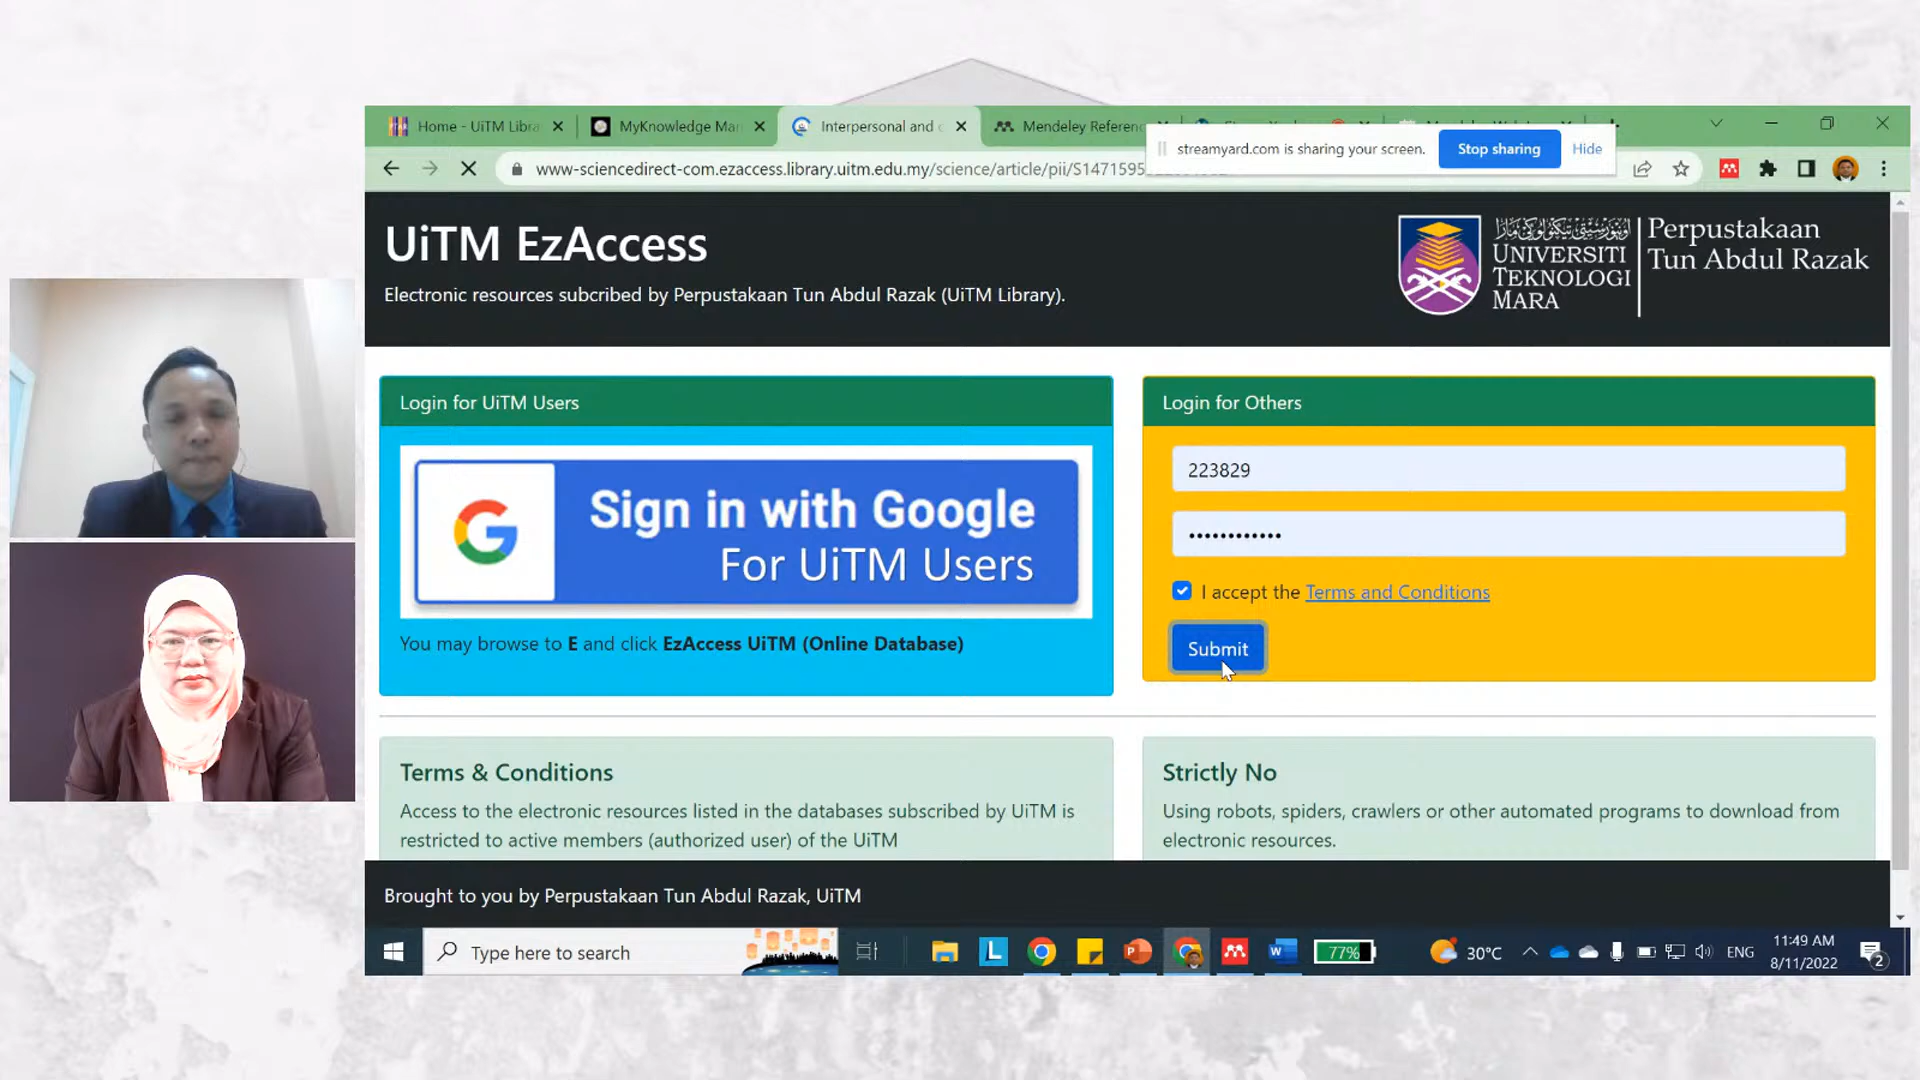 Home - UiTM Libra
MyKnowledge Ma
Interpersonal and
Mendeley Referen
streamyard.com is sharing your screen.
Stop sharing
Hide
www-sciencedirect-com.ezaccess.library.uitm.edu.my/science/article/pii/S1471595
UiTM EzAccess
Electronic resources subcribed by Perpustakaan Tun Abdul Razak (UiTM Library).
UNIVERSITI
TEKNOLOGI
MARA
Perpustakaan
Tun Abdul Razak
Login for UiTM Users
Sign in with Google
For UiTM Users
You may browse to E and click EzAccess UiTM (Online Database)
Login for Others
223829
••••••••••••
I accept the Terms and Conditions
Submit
Terms & Conditions
Access to the electronic resources listed in the databases subscribed by UiTM is
restricted to active members (authorized user) of the UiTM
Strictly No
Using robots, spiders, crawlers or other automated programs to download from
electronic resources.
Brought to you by Perpustakaan Tun Abdul Razak, UiTM
Type here to search
77%
30°C
ENG
11:49 AM
8/11/2022
2